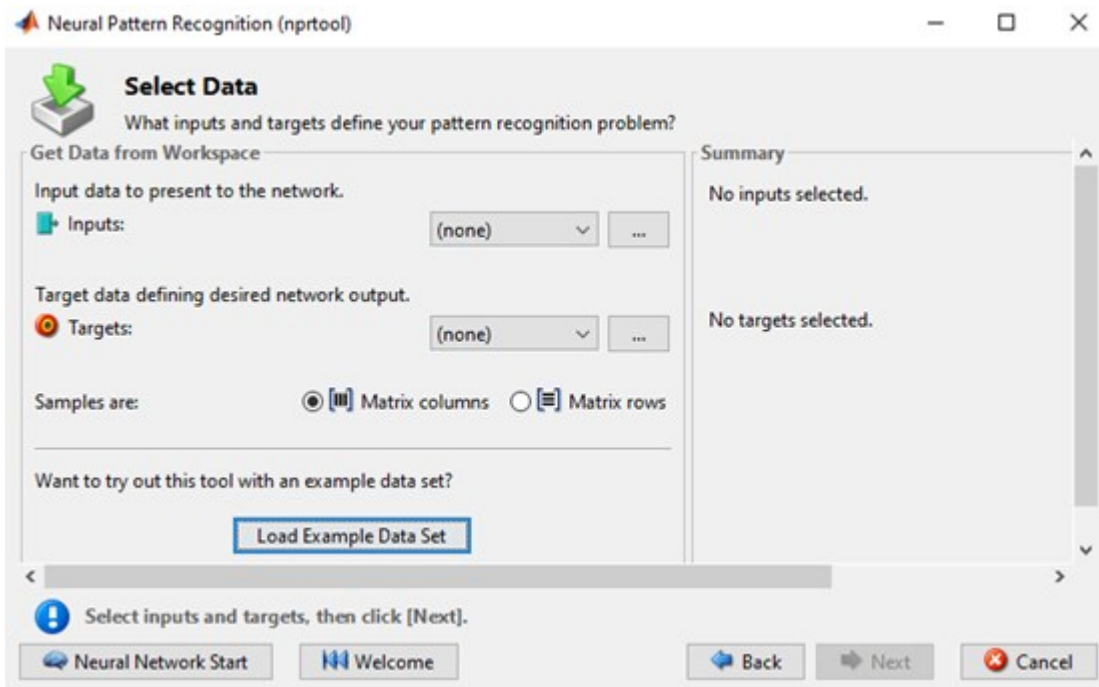 Neural Pattern Recognition (nprtool)
Select Data
What inputs and targets define your pattern recognition problem?
Get Data from Workspace
Input data to present to the network.
Inputs: (none) ...
Target data defining desired network output.
Targets: (none) ...
Samples are: Matrix columns Matrix rows
Want to try out this tool with an example data set?
Load Example Data Set
Summary
No inputs selected.
No targets selected.
Select inputs and targets, then click [Next].
Neural Network Start Welcome Back Next Cancel